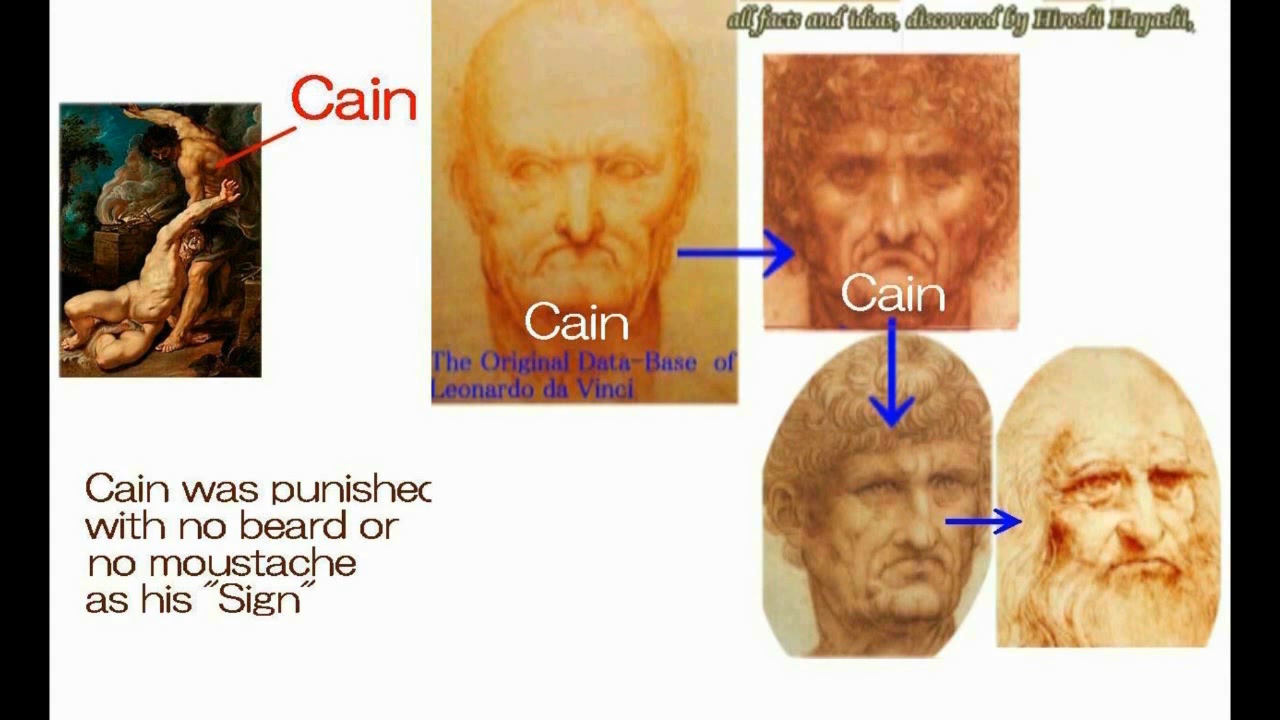 all facts and ideas, discovered by Hiroshi Hayashi,
Cain
Cain
Cain
The Original Data-Base of
Leonardo da Vinci
Cain was punished
with no beard or
no moustache
as his "Sign"